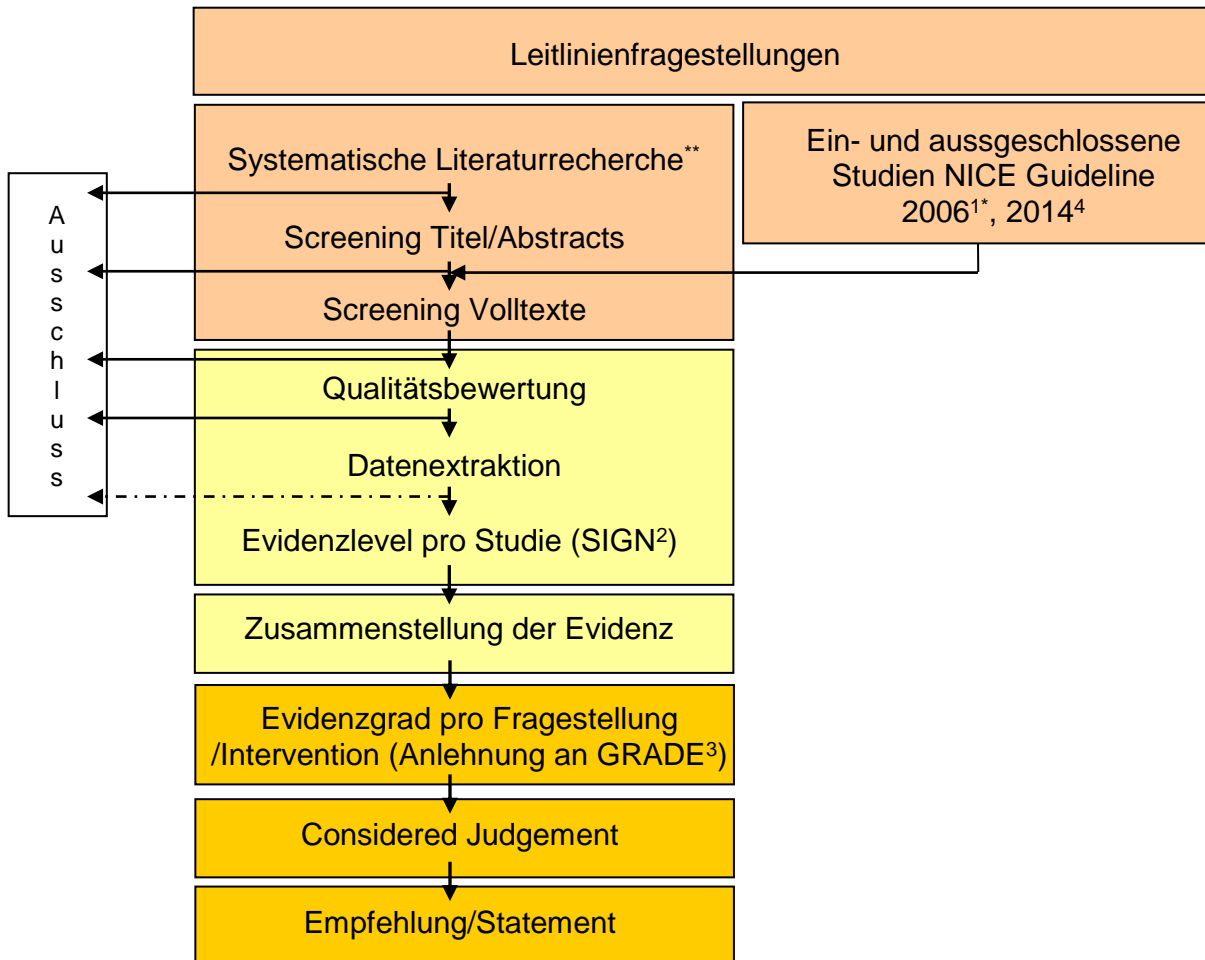 Leitlinienfragestellungen
Systematische Literaturrecherche**
Screening Titel/Abstracts
Screening Volltexte
Ein- und aussgeschlossene
Studien NICE Guideline
2006¹*, 2014⁴
A
u
s
s
c
h
l
u
s
s
Qualitätsbewertung
Datenextraktion
Evidenzlevel pro Studie (SIGN²)
Zusammenstellung der Evidenz
Evidenzgrad pro Fragestellung
/Intervention (Anlehnung an GRADE³)
Considered Judgement
Empfehlung/Statement